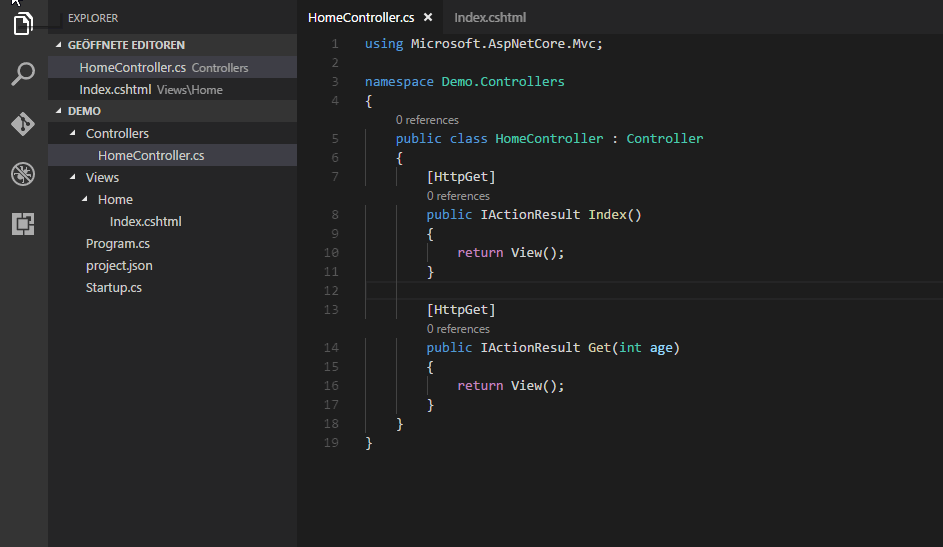 EXPLORER
GEÖFFNETE EDITOREN
HomeController.cs Controllers
Index.cshtml Views\Home
DEMO
Controllers
HomeController.cs
Views
Home
Index.cshtml
Program.cs
project.json
Startup.cs
HomeController.cs × Index.cshtml
1 using Microsoft.AspNetCore.Mvc;
2
3 namespace Demo.Controllers
4 {
0 references
5 public class HomeController : Controller
6 {
7 [HttpGet]
0 references
8 public IActionResult Index()
9 {
10 return View();
11 }
12
13 [HttpGet]
0 references
14 public IActionResult Get(int age)
15 {
16 return View();
17 }
18 }
19 }